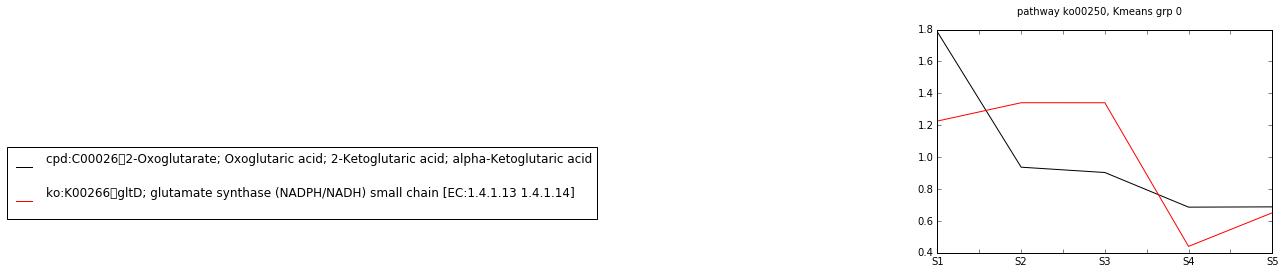 pathway ko00250, Kmeans grp 0
1.8
1.6
1.4
1.2
1.0
0.8
0.6
0.4
S1 S2 S3 S4 S5
cpd:C00026▯2-Oxoglutarate; Oxoglutaric acid; 2-Ketoglutaric acid; alpha-Ketoglutaric acid
ko:K00266▯gltD; glutamate synthase (NADPH/NADH) small chain [EC:1.4.1.13 1.4.1.14]